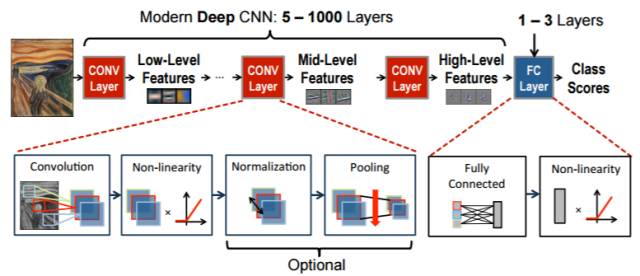 Modern Deep CNN: 5 – 1000 Layers
1 – 3 Layers
CONV
Layer
Low-Level
Features
...
CONV
Layer
Mid-Level
Features
CONV
Layer
High-Level
Features
FC
Layer
Class
Scores
Convolution
Non-linearity
×
Normalization
Pooling
Optional
Fully
Connected
Non-linearity
×